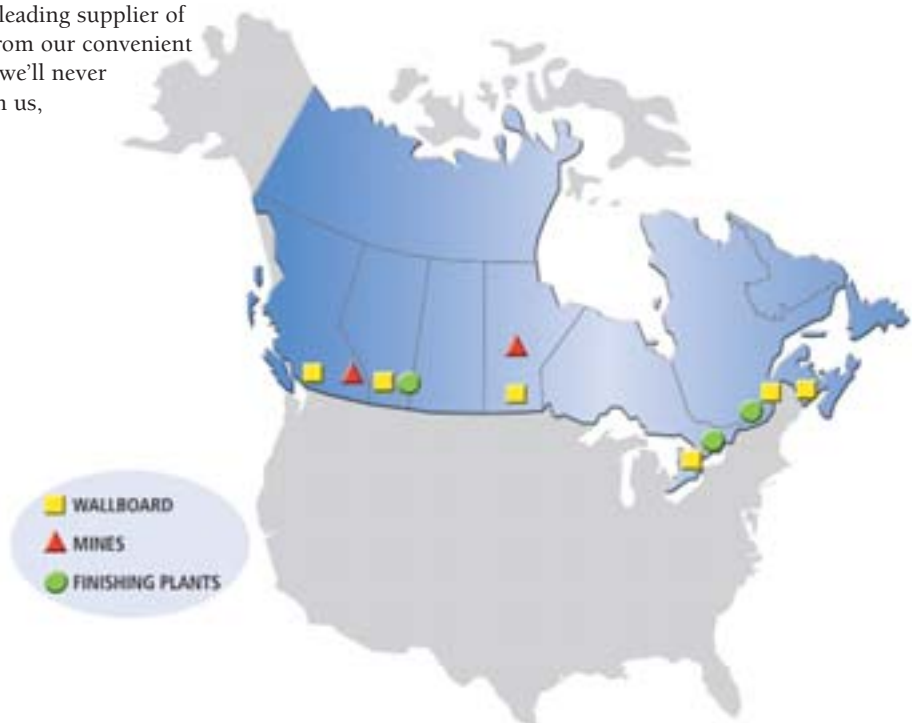 leading supplier of
rom our convenient
we'll never
us,
WALLBOARD
MINES
FINISHING PLANTS